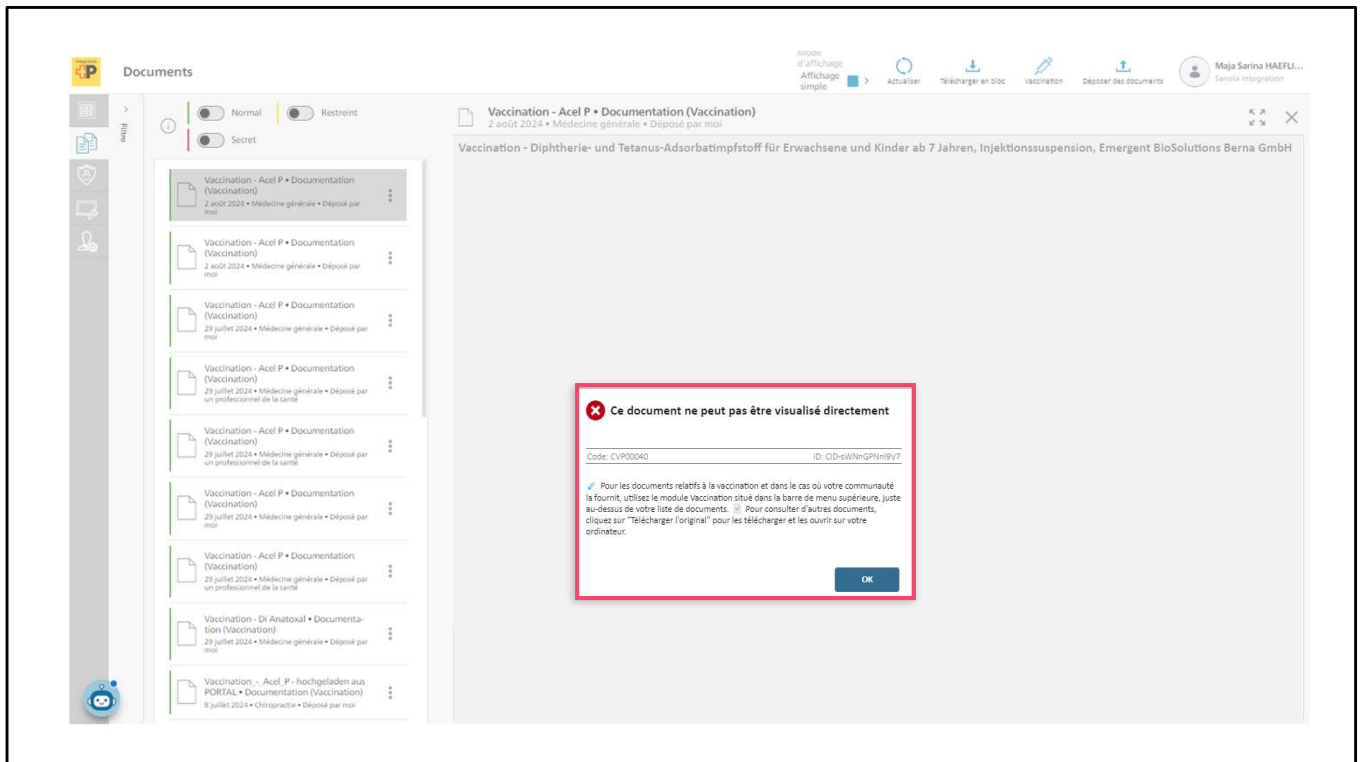 Integration
P
Documents
Mode
d'affichage
Affichage
simple
Actualiser
Télécharger en bloc
Vaccination
Déposer des documents
Maja Sarina HAEFLI...
Sanela Integration
Filtre
Normal
Restreint
Secret
Vaccination - Acel P • Documentation
(Vaccination)
2 août 2024 • Médecine générale • Déposé par
moi
Vaccination - Acel P • Documentation
(Vaccination)
2 août 2024 • Médecine générale • Déposé par
moi
Vaccination - Acel P • Documentation
(Vaccination)
29 juillet 2024 • Médecine générale • Déposé par
moi
Vaccination - Acel P • Documentation
(Vaccination)
29 juillet 2024 • Médecine générale • Déposé par
un professionnel de la santé
Vaccination - Acel P • Documentation
(Vaccination)
29 juillet 2024 • Médecine générale • Déposé par
un professionnel de la santé
Vaccination - Acel P • Documentation
(Vaccination)
29 juillet 2024 • Médecine générale • Déposé par
moi
Vaccination - Acel P • Documentation
(Vaccination)
29 juillet 2024 • Médecine générale • Déposé par
un professionnel de la santé
Vaccination - Di Anatoxal • Documenta-
tion (Vaccination)
29 juillet 2024 • Médecine générale • Déposé par
moi
Vaccination_-_Acel_P - hochgeladen aus
PORTAL • Documentation (Vaccination)
8 juillet 2024 • Chiropractie • Déposé par moi
Vaccination - Acel P • Documentation (Vaccination)
2 août 2024 • Médecine générale • Déposé par moi
Vaccination - Diphtherie- und Tetanus-Adsorbatimpfstoff für Erwachsene und Kinder ab 7 Jahren, Injektionssuspension, Emergent BioSolutions Berna GmbH
Ce document ne peut pas être visualisé directement
Code: CVP00040
ID: CID-sWNnGPNnI9V7
Pour les documents relatifs à la vaccination et dans le cas où votre communauté
la fournit, utilisez le module Vaccination situé dans la barre de menu supérieure, juste
au-dessus de votre liste de documents. Pour consulter d'autres documents,
cliquez sur "Télécharger l'original" pour les télécharger et les ouvrir sur votre
ordinateur.
OK